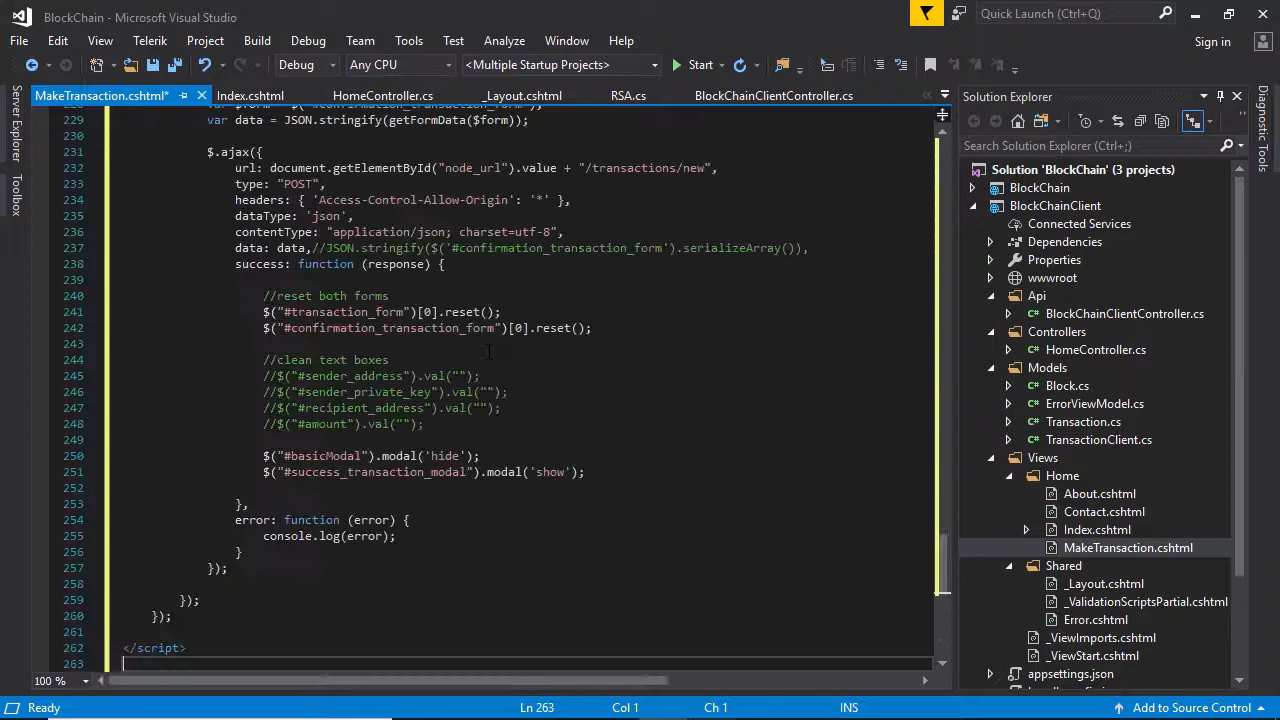 BlockChain - Microsoft Visual Studio
Quick Launch (Ctrl+Q)
File Edit View Telerik Project Build Debug Team Tools Test Analyze Window Help
Sign in
Debug Any CPU <Multiple Startup Projects> Start
MakeTransaction.cshtml* Index.cshtml HomeController.cs _Layout.cshtml RSA.cs BlockChainClientController.cs
Server Explorer
Toolbox
229 var data = JSON.stringify(getFormData($form));
230
231 $.ajax({
232 url: document.getElementById("node_url").value + "/transactions/new",
233 type: "POST",
234 headers: { 'Access-Control-Allow-Origin': '*' },
235 dataType: 'json',
236 contentType: "application/json; charset=utf-8",
237 data: data,//JSON.stringify($('#confirmation_transaction_form').serializeArray()),
238 success: function (response) {
239
240 //reset both forms
241 $("#transaction_form")[0].reset();
242 $("#confirmation_transaction_form")[0].reset();
243
244 //clean text boxes
245 //$("#sender_address").val("");
246 //$("#sender_private_key").val("");
247 //$("#recipient_address").val("");
248 //$("#amount").val("");
249
250 $("#basicModal").modal('hide');
251 $("#success_transaction_modal").modal('show');
252
253 },
254 error: function (error) {
255 console.log(error);
256 }
257 });
258
259 });
260 });
261
262 </script>
263
100 %
Solution Explorer
Search Solution Explorer (Ctrl+;)
Solution 'BlockChain' (3 projects)
BlockChain
BlockChainClient
Connected Services
Dependencies
Properties
wwwroot
Api
C# BlockChainClientController.cs
Controllers
C# HomeController.cs
Models
C# Block.cs
C# ErrorViewModel.cs
C# Transaction.cs
C# TransactionClient.cs
Views
Home
About.cshtml
Contact.cshtml
Index.cshtml
MakeTransaction.cshtml
Shared
_Layout.cshtml
_ValidationScriptsPartial.cshtml
Error.cshtml
_ViewImports.cshtml
_ViewStart.cshtml
appsettings.json
Diagnostic Tools
Ready Ln 263 Col 1 Ch 1 INS Add to Source Control